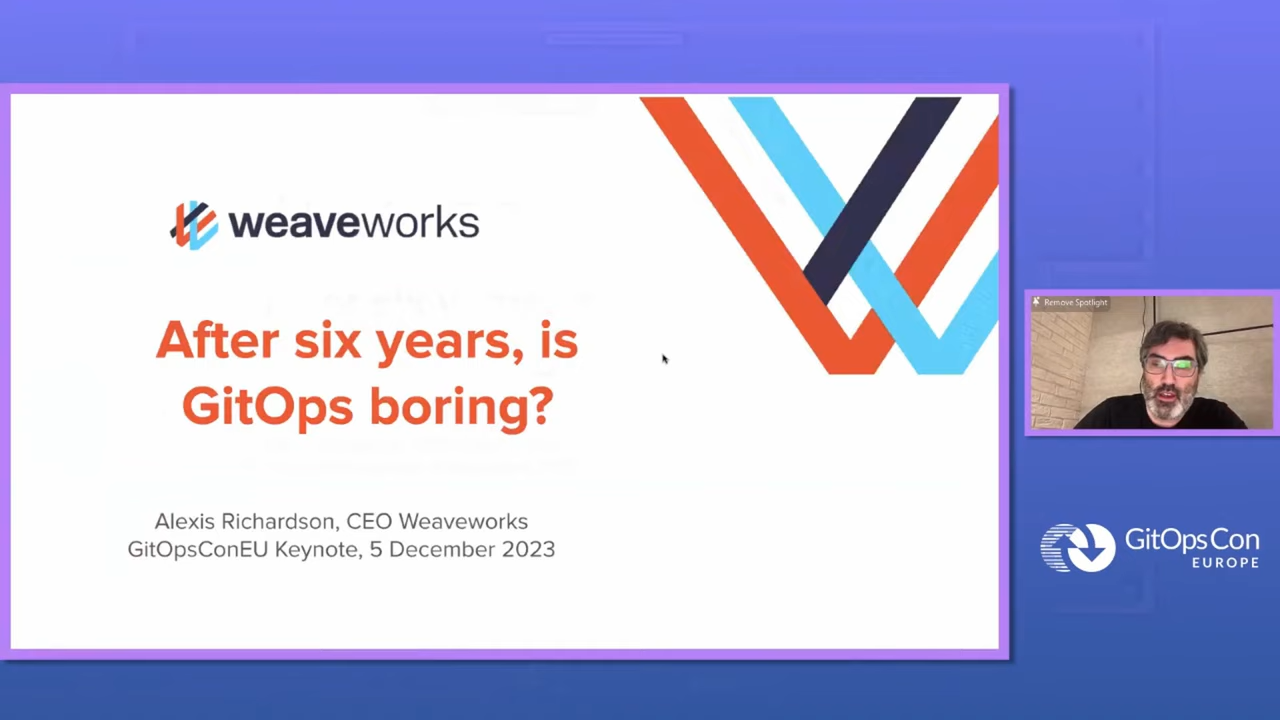 weaveworks
After six years, is
GitOps boring?
Alexis Richardson, CEO Weaveworks
GitOpsConEU Keynote, 5 December 2023
Remove Spotlight
GitOpsCon
EUROPE